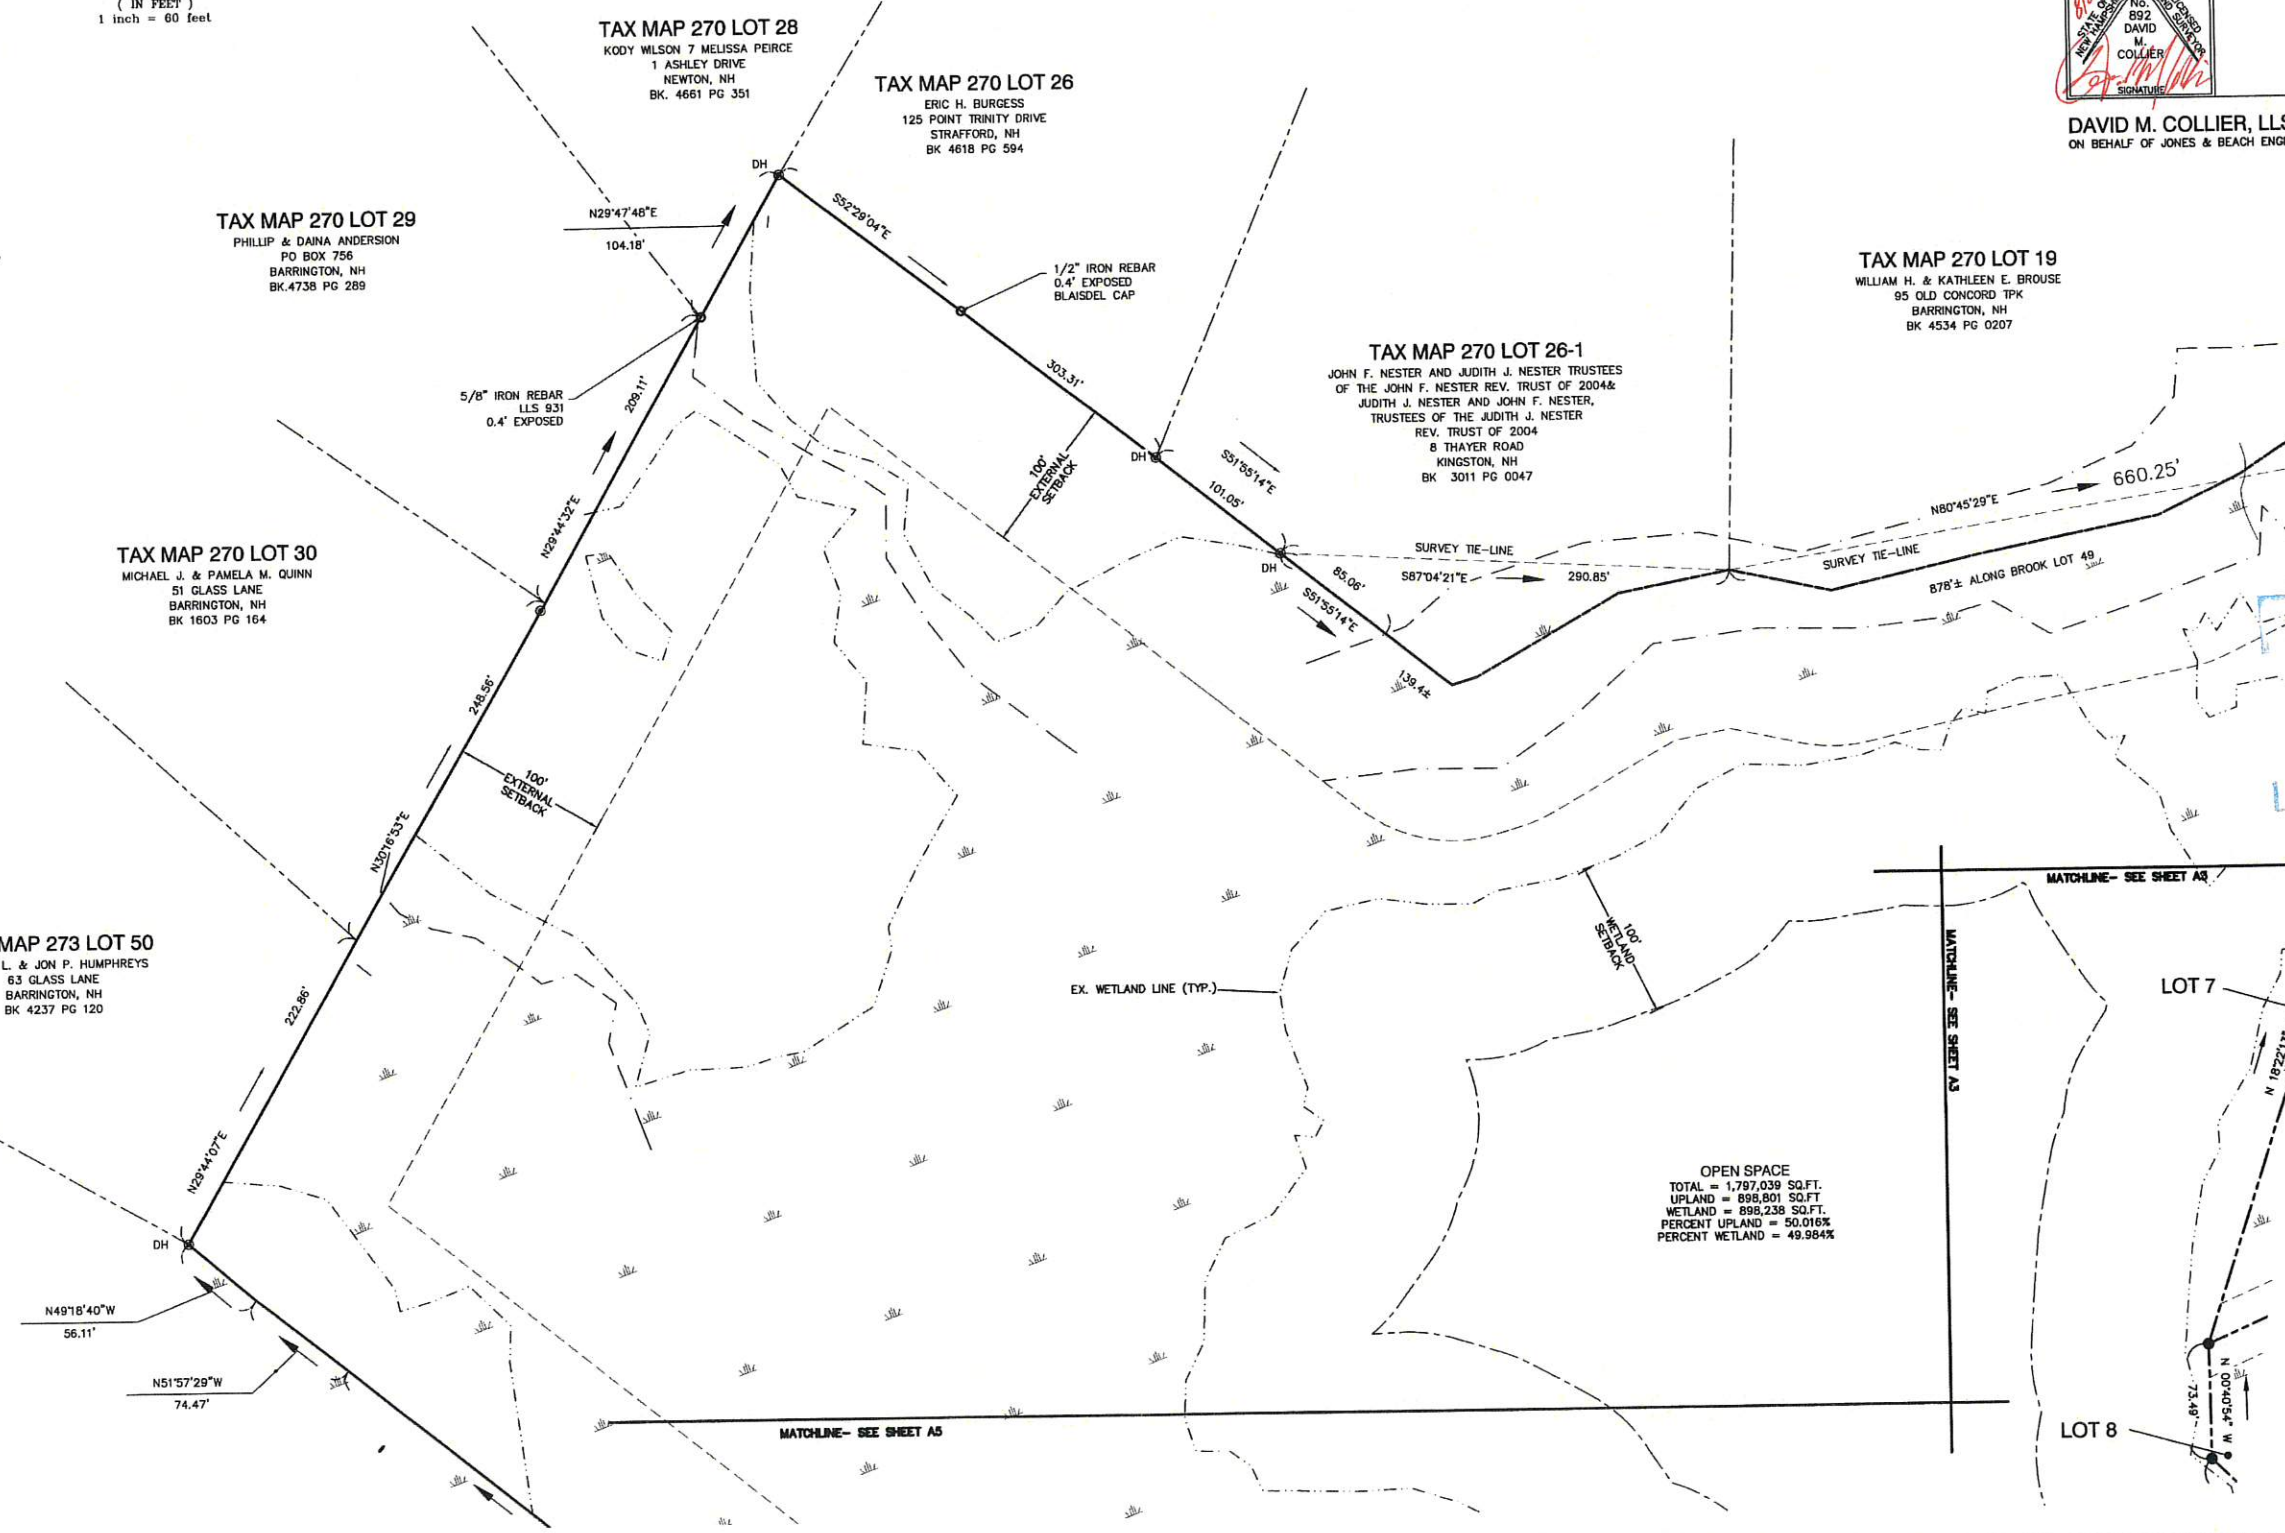 ( IN FEET )
1 inch = 60 feet
TAX MAP 270 LOT 28
KODY WILSON 7 MELISSA PEIRCE
1 ASHLEY DRIVE
NEWTON, NH
BK. 4661 PG 351
TAX MAP 270 LOT 26
ERIC H. BURGESS
125 POINT TRINITY DRIVE
STRAFFORD, NH
BK 4618 PG 594
STATE OF
NEW HAMPSHIRE
No.
892
DAVID
M.
COLLIER
SIGNATURE
DAVID M. COLLIER, LLS
ON BEHALF OF JONES & BEACH ENGI
DH
S52°29'04"E
TAX MAP 270 LOT 29
PHILLIP & DAINA ANDERSION
PO BOX 756
BARRINGTON, NH
BK.4738 PG 289
N29°47'48"E
104.18'
1/2" IRON REBAR
0.4' EXPOSED
BLAISDEL CAP
TAX MAP 270 LOT 19
WILLIAM H. & KATHLEEN E. BROUSE
95 OLD CONCORD TPK
BARRINGTON, NH
BK 4534 PG 0207
5/8" IRON REBAR
LLS 931
0.4' EXPOSED
209.11'
303.31'
TAX MAP 270 LOT 26-1
JOHN F. NESTER AND JUDITH J. NESTER TRUSTEES
OF THE JOHN F. NESTER REV. TRUST OF 2004&
JUDITH J. NESTER AND JOHN F. NESTER,
TRUSTEES OF THE JUDITH J. NESTER
REV. TRUST OF 2004
8 THAYER ROAD
KINGSTON, NH
BK 3011 PG 0047
100'
EXTERNAL
SETBACK
DH
S51°55'14"E
101.05'
660.25'
N80°45'29"E
N29°44'32"E
TAX MAP 270 LOT 30
MICHAEL J. & PAMELA M. QUINN
51 GLASS LANE
BARRINGTON, NH
BK 1603 PG 164
DH
SURVEY TIE-LINE
S87°04'21"E
290.85'
SURVEY TIE-LINE
878'± ALONG BROOK LOT 49
85.06'
S51°55'14"E
139.4±
248.56'
100'
EXTERNAL
SETBACK
N30°16'53"E
MATCHLINE- SEE SHEET A3
MAP 273 LOT 50
L. & JON P. HUMPHREYS
63 GLASS LANE
BARRINGTON, NH
BK 4237 PG 120
100'
WETLAND
SETBACK
MATCHLINE- SEE SHEET A3
EX. WETLAND LINE (TYP.)
LOT 7
222.86'
N29°44'07"E
OPEN SPACE
TOTAL = 1,797,039 SQ.FT.
UPLAND = 898,801 SQ.FT
WETLAND = 898,238 SQ.FT.
PERCENT UPLAND = 50.016%
PERCENT WETLAND = 49.984%
DH
N49°18'40"W
56.11'
N51°57'29"W
74.47'
MATCHLINE- SEE SHEET A5
N 00°40'54" W
73.49'
LOT 8